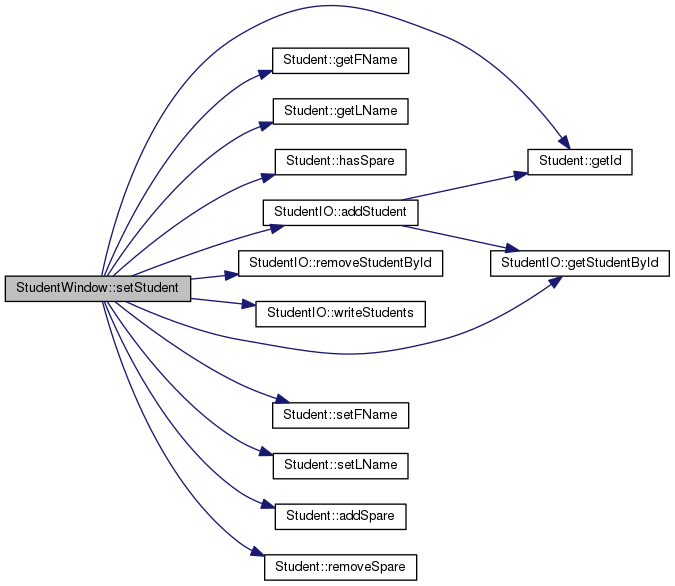 Student::getFName
Student::getLName
Student::hasSpare
Student::getId
StudentIO::addStudent
StudentIO::removeStudentById
StudentIO::getStudentById
StudentWindow::setStudent
StudentIO::writeStudents
Student::setFName
Student::setLName
Student::addSpare
Student::removeSpare